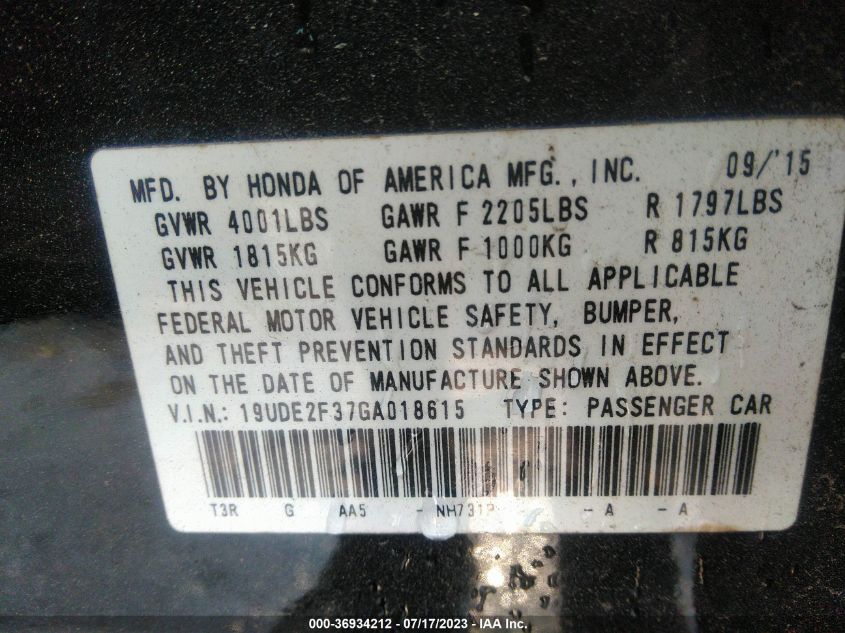 MFD. BY HONDA OF AMERICA MFG., INC. 09/'15
GVWR 4001LBS GAWR F 2205LBS R 1797LBS
GVWR 1815KG GAWR F 1000KG R 815KG
THIS VEHICLE CONFORMS TO ALL APPLICABLE
FEDERAL MOTOR VEHICLE SAFETY, BUMPER,
AND THEFT PREVENTION STANDARDS IN EFFECT
ON THE DATE OF MANUFACTURE SHOWN ABOVE.
V.I.N.: 19UDE2F37GA018615 TYPE: PASSENGER CAR
T3R G AA5 - NH731P - - A - A
000-36934212 - 07/17/2023 - IAA Inc.